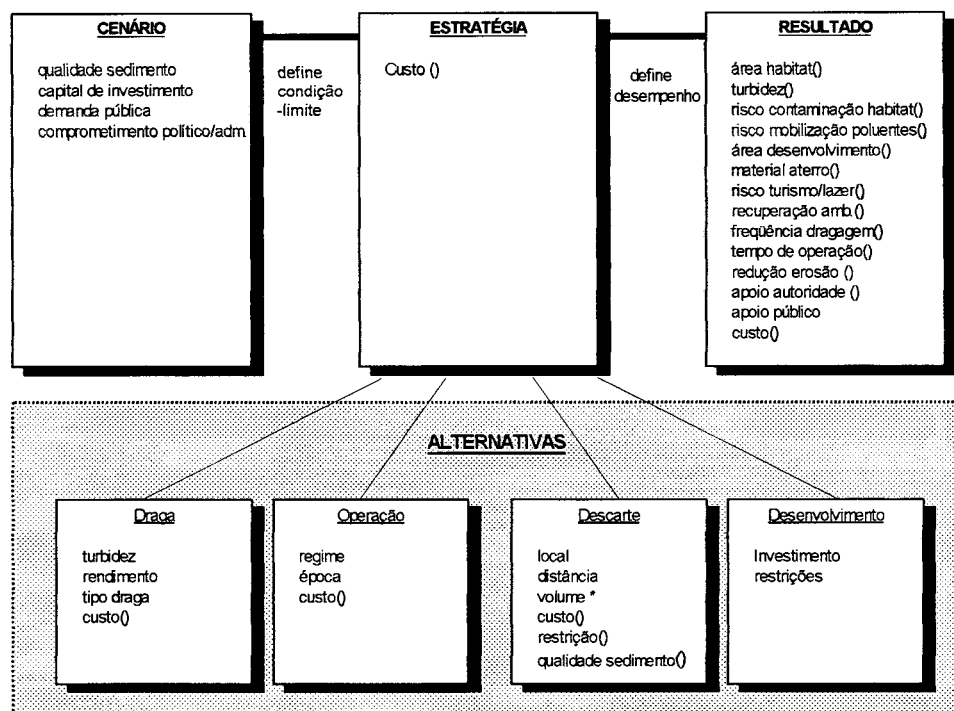 CENÁRIO
qualidade sedimento
capital de investimento
demanda pública
comprometimento político/adm.
define
condição
-limite
ESTRATÉGIA
Custo ()
define
desempenho
RESULTADO
área habitat()
turbidez()
risco contaminação habitat()
risco mobilização poluentes()
área desenvolvimento()
material aterro()
risco turismo/lazer()
recuperação amb.()
freqüência dragagem()
tempo de operação()
redução erosão ()
apoio autoridade ()
apoio público
custo()
ALTERNATIVAS
Draga
turbidez
rendimento
tipo draga
custo()
Operação
regime
época
custo()
Descarte
local
distância
volume *
custo()
restrição()
qualidade sedimento()
Desenvolvimento
Investimento
restrições